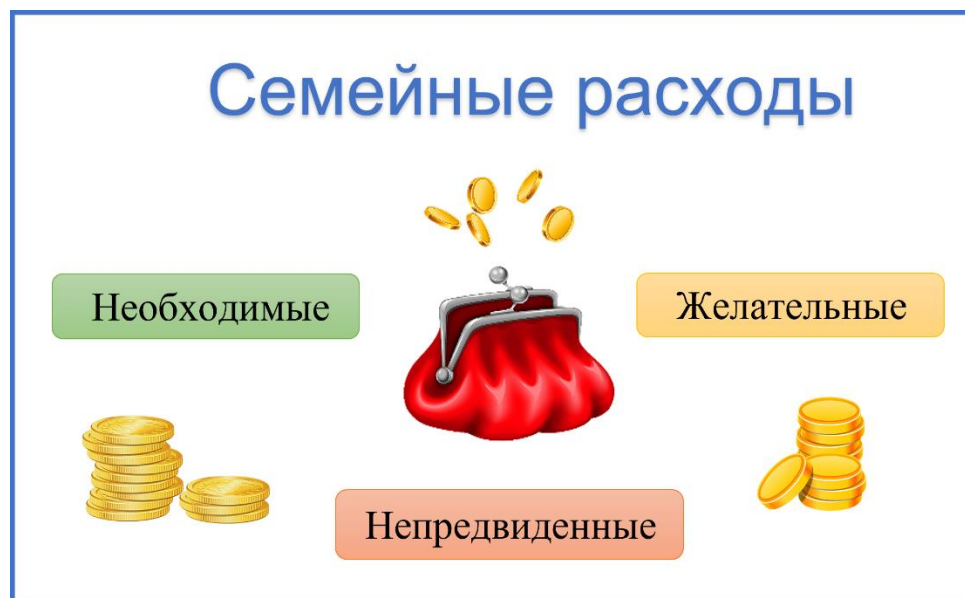 Семейные расходы
Необходимые
Желательные
Непредвиденные